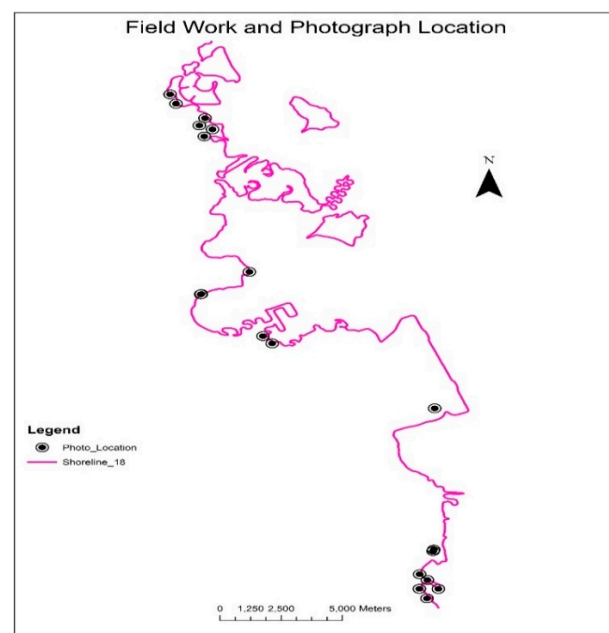 Field Work and Photograph Location
N
Legend
Photo_Location
Shoreline_18
0 1,250 2,500 5,000 Meters